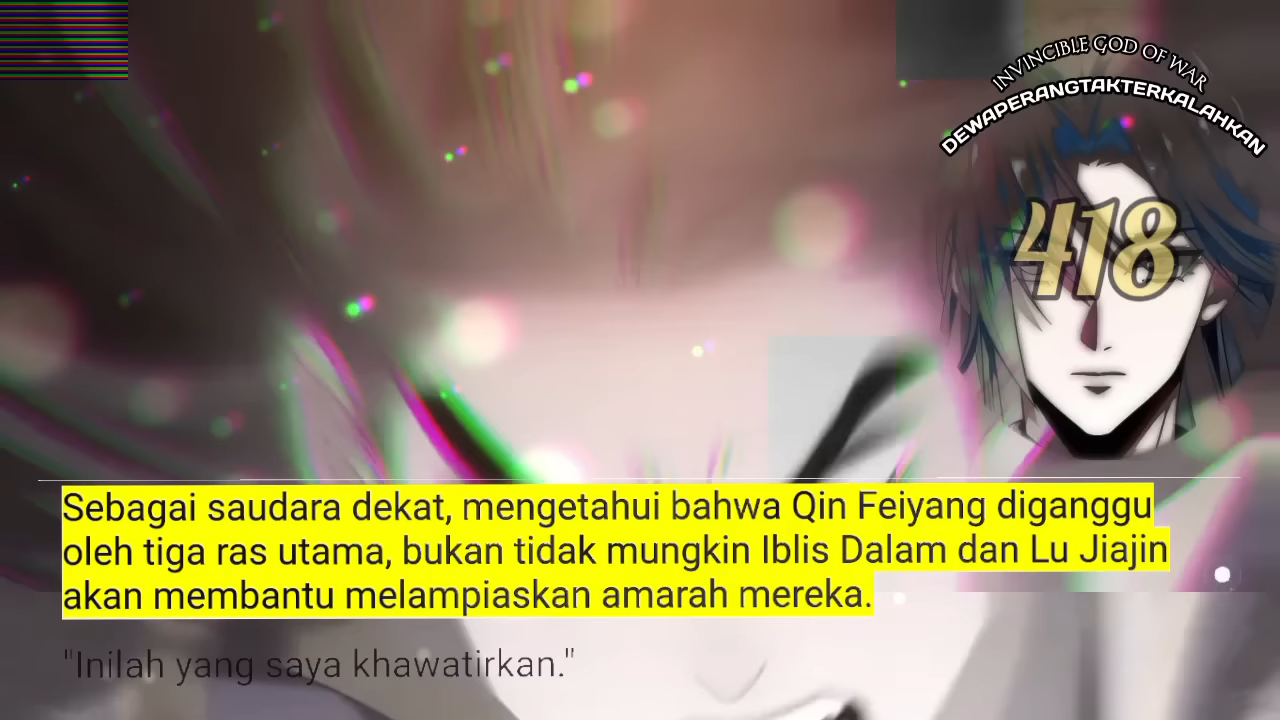 INVINCIBLE GOD OF WAR
DEWAPERANGTAKTERKALAHKAN
418
Sebagai saudara dekat, mengetahui bahwa Qin Feiyang diganggu
oleh tiga ras utama, bukan tidak mungkin Iblis Dalam dan Lu Jiajin
akan membantu melampiaskan amarah mereka.
"Inilah yang saya khawatirkan."